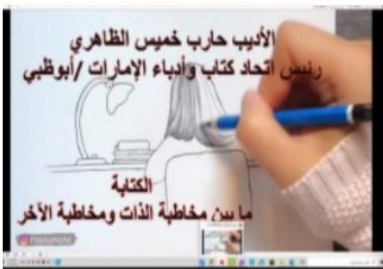 الأديب حارب خميس الظاهري
رئيس اتحاد كتاب وأدباء الإمارات /أبوظبي
الكتابة
ما بين مخاطبة الذات ومخاطبة الآخر